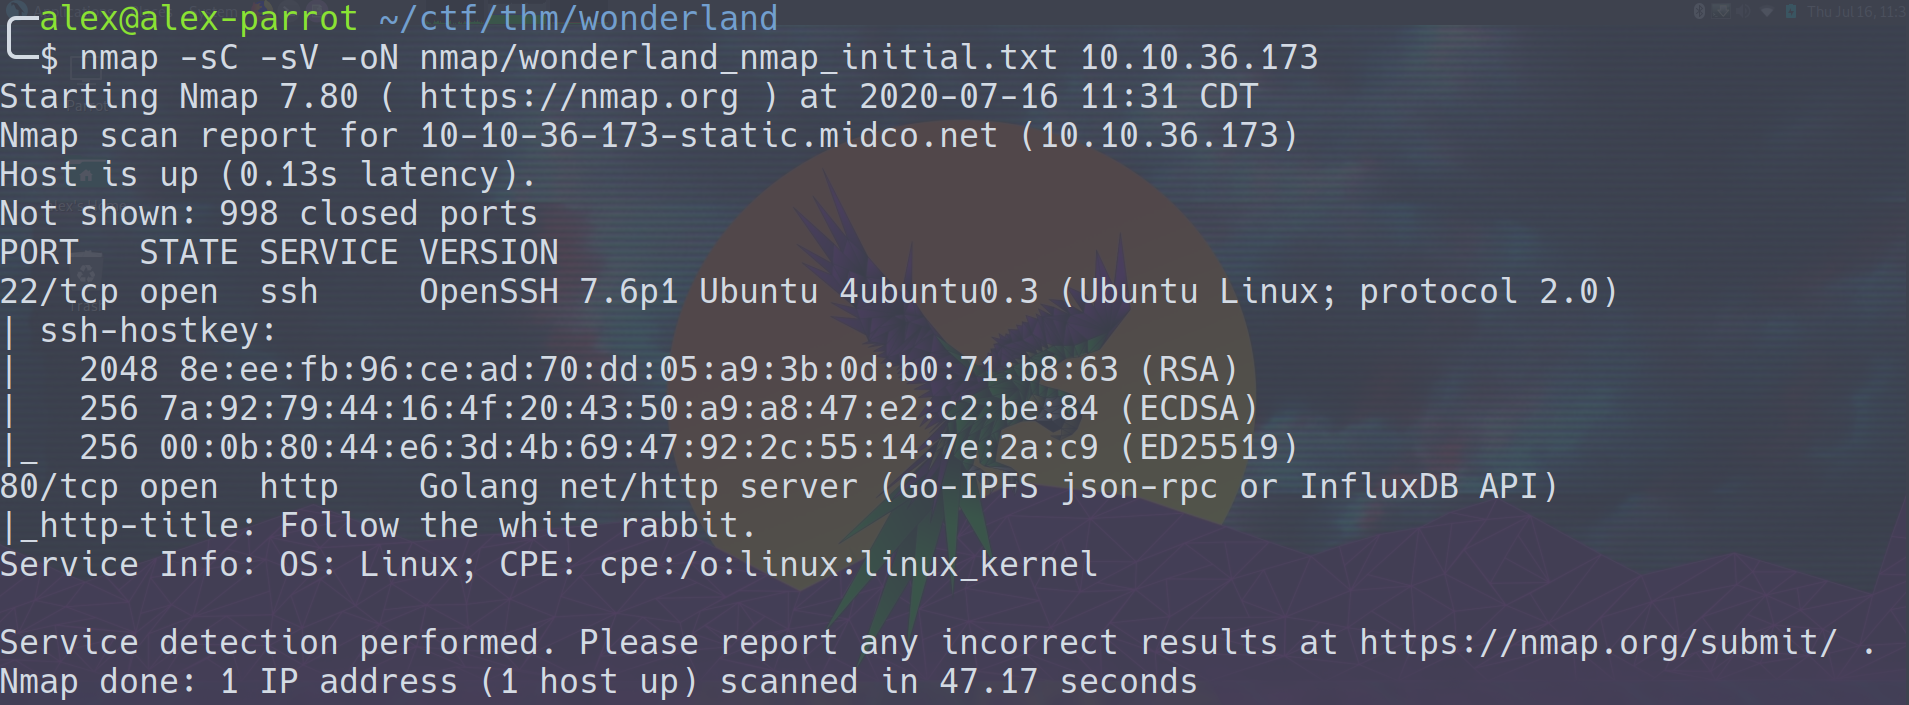 alex@alex-parrot ~/ctf/thm/wonderland
$ nmap -sC -sV -oN nmap/wonderland_nmap_initial.txt 10.10.36.173
Starting Nmap 7.80 ( https://nmap.org ) at 2020-07-16 11:31 CDT
Nmap scan report for 10-10-36-173-static.midco.net (10.10.36.173)
Host is up (0.13s latency).
Not shown: 998 closed ports
PORT   STATE SERVICE VERSION
22/tcp open  ssh     OpenSSH 7.6p1 Ubuntu 4ubuntu0.3 (Ubuntu Linux; protocol 2.0)
| ssh-hostkey:
|   2048 8e:ee:fb:96:ce:ad:70:dd:05:a9:3b:0d:b0:71:b8:63 (RSA)
|   256 7a:92:79:44:16:4f:20:43:50:a9:a8:47:e2:c2:be:84 (ECDSA)
|_  256 00:0b:80:44:e6:3d:4b:69:47:92:2c:55:14:7e:2a:c9 (ED25519)
80/tcp open  http    Golang net/http server (Go-IPFS json-rpc or InfluxDB API)
|_http-title: Follow the white rabbit.
Service Info: OS: Linux; CPE: cpe:/o:linux:linux_kernel

Service detection performed. Please report any incorrect results at https://nmap.org/submit/ .
Nmap done: 1 IP address (1 host up) scanned in 47.17 seconds